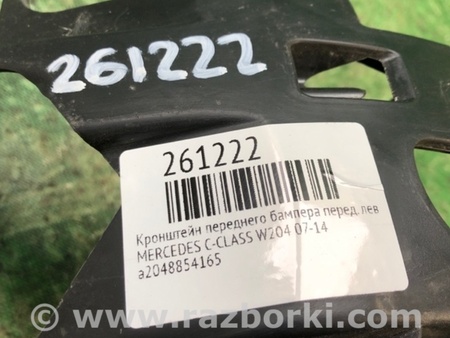 261222
261222
Кронштейн переднего бампера перед. лев
MERCEDES C-CLASS W204 07-14
a2048854165
© www.razborki.com